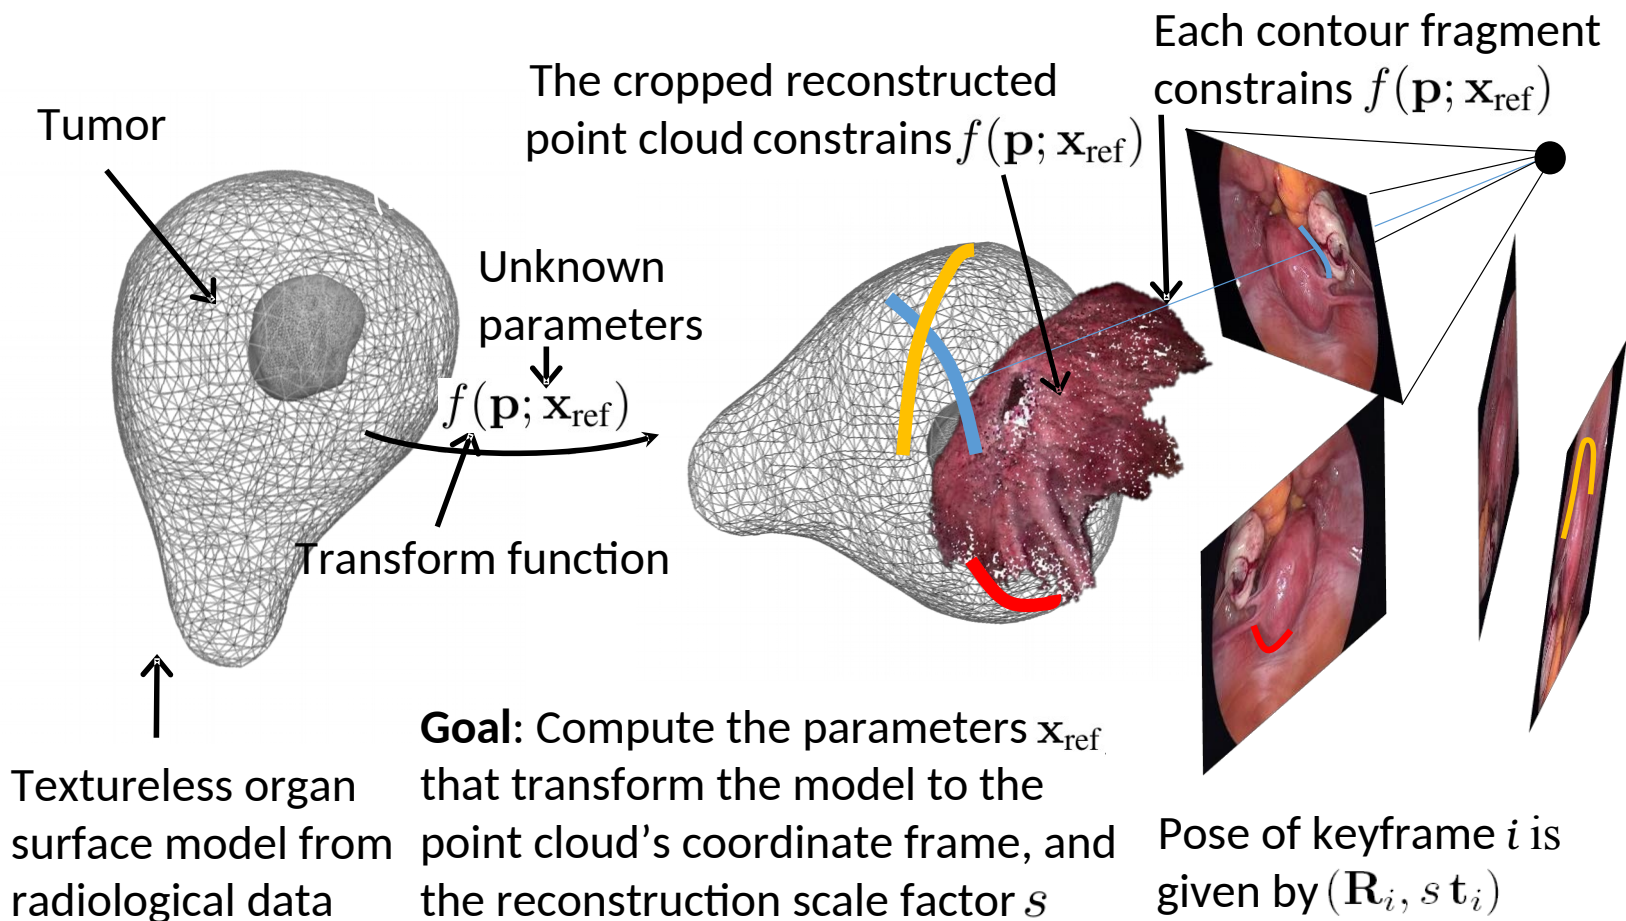 Tumor
The cropped reconstructed
point cloud constrains f(p; x_ref)
Each contour fragment
constrains f(p; x_ref)
Unknown
parameters
f(p; x_ref)
Transform function
Textureless organ
surface model from
radiological data
Goal: Compute the parameters x_ref
that transform the model to the
point cloud’s coordinate frame, and
the reconstruction scale factor s
Pose of keyframe i is
given by (R_i, s t_i)